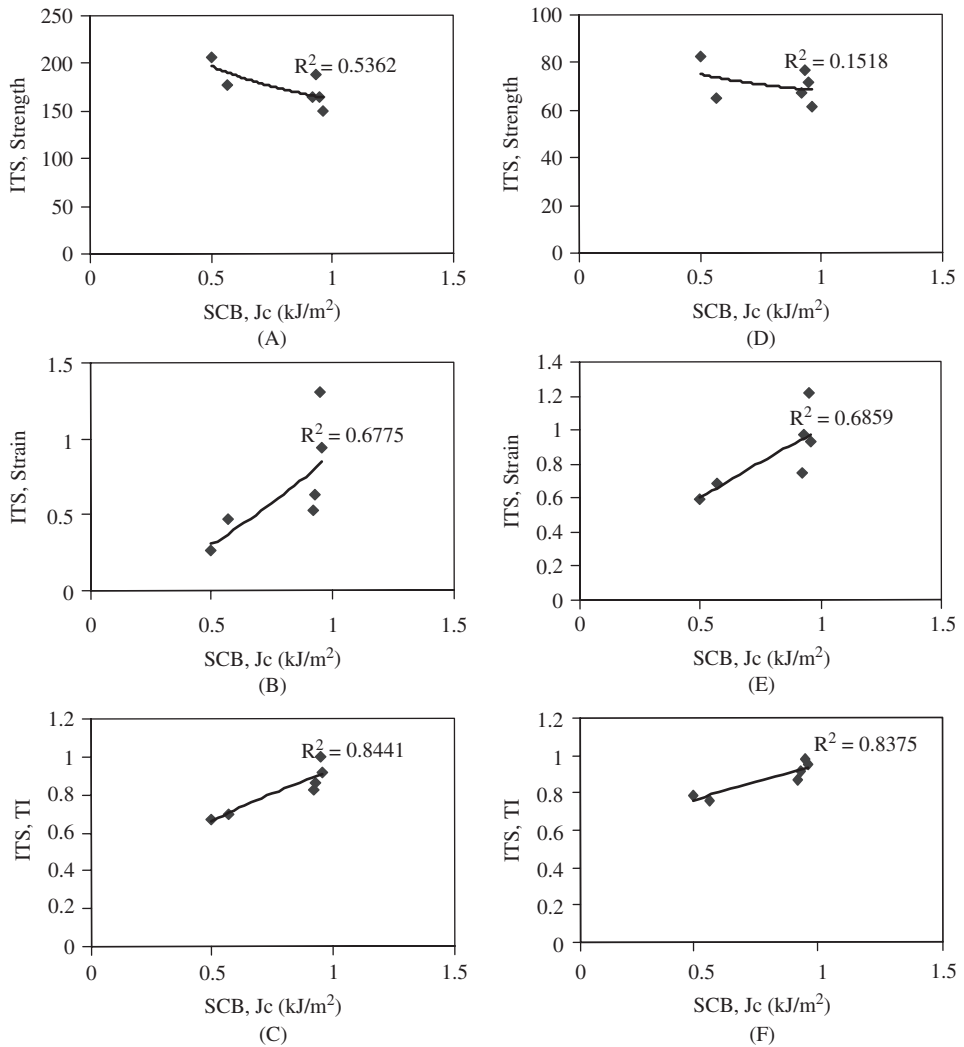 250
200
150
100
50
0
ITS, Strength
R² = 0.5362
0
0.5
1
1.5
SCB, Jc (kJ/m²)
(A)
100
80
60
40
20
0
ITS, Strength
R² = 0.1518
0
0.5
1
1.5
SCB, Jc (kJ/m²)
(D)
1.5
1
0.5
0
ITS, Strain
R² = 0.6775
0
0.5
1
1.5
SCB, Jc (kJ/m²)
(B)
1.4
1.2
1
0.8
0.6
0.4
0.2
0
ITS, Strain
R² = 0.6859
0
0.5
1
1.5
SCB, Jc (kJ/m²)
(E)
1.2
1
0.8
0.6
0.4
0.2
0
ITS, TI
R² = 0.8441
0
0.5
1
1.5
SCB, Jc (kJ/m²)
(C)
1.2
1
0.8
0.6
0.4
0.2
0
ITS, TI
R² = 0.8375
0
0.5
1
1.5
SCB, Jc (kJ/m²)
(F)